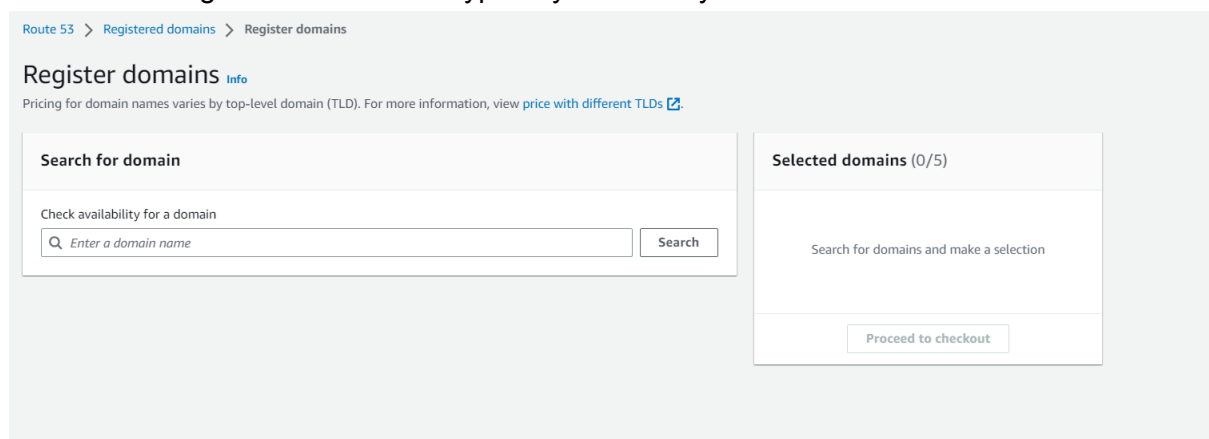 Route 53 > Registered domains > Register domains
Register domains Info
Pricing for domain names varies by top-level domain (TLD). For more information, view price with different TLDs.
Search for domain
Check availability for a domain
Enter a domain name
Search
Selected domains (0/5)
Search for domains and make a selection
Proceed to checkout